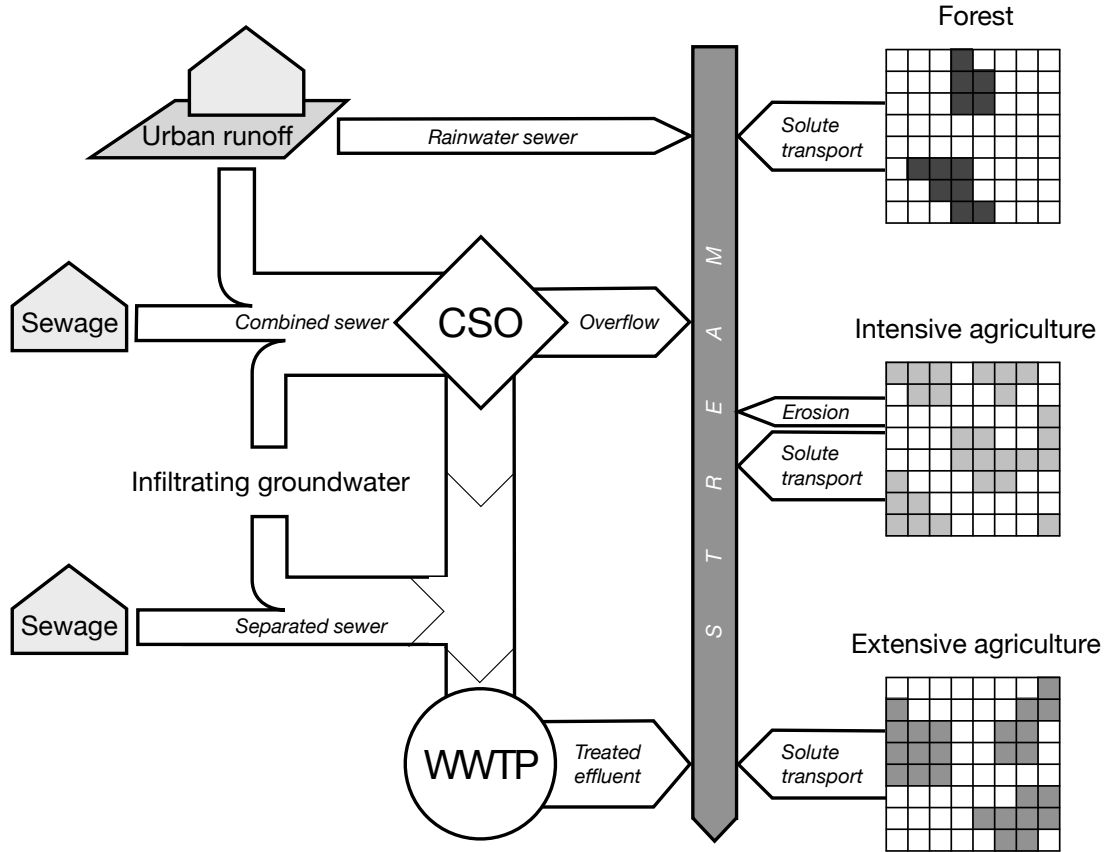 Forest
Urban runoff
Rainwater sewer
Solute
transport
Sewage
Combined sewer
CSO
Overflow
Intensive agriculture
Erosion
Solute
transport
Infiltrating groundwater
Sewage
Separated sewer
Extensive agriculture
WWTP
Treated
effluent
Solute
transport
STREAM